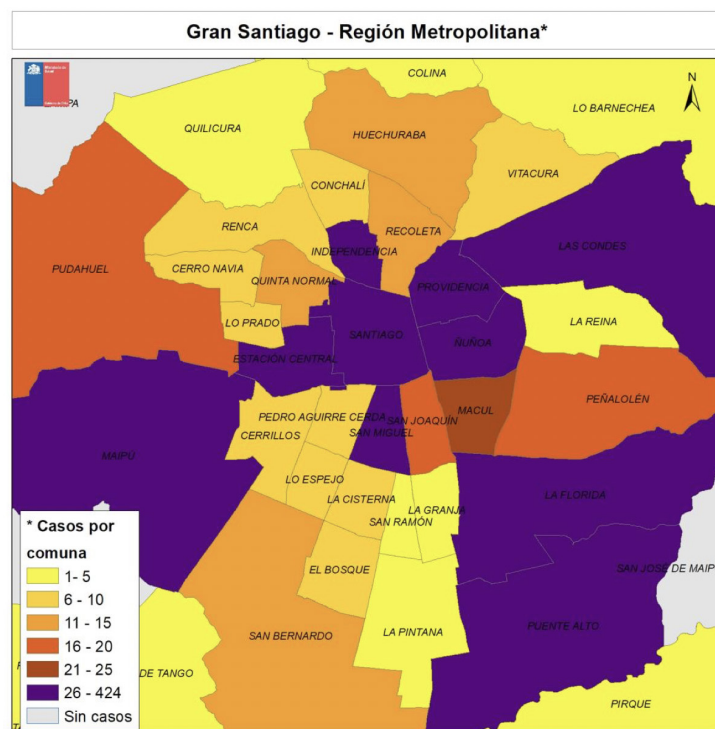 Gran Santiago - Región Metropolitana*
COLINA
N
LO BARNECHEA
QUILICURA
HUECHURABA
VITACURA
CONCHALÍ
RENCA
RECOLETA
INDEPENDENCIA
LAS CONDES
PUDAHUEL
CERRO NAVIA
QUINTA NORMAL
PROVIDENCIA
LO PRADO
LA REINA
SANTIAGO
ÑUÑOA
ESTACIÓN CENTRAL
PEÑALOLÉN
MACUL
PEDRO AGUIRRE CERDA
SAN JOAQUÍN
SAN MIGUEL
CERRILLOS
MAIPÚ
LO ESPEJO
LA CISTERNA
LA GRANJA
SAN RAMÓN
LA FLORIDA
EL BOSQUE
SAN JOSÉ DE MAIP
PUENTE ALTO
SAN BERNARDO
LA PINTANA
DE TANGO
PIRQUE
* Casos por
comuna
1- 5
6 - 10
11 - 15
16 - 20
21 - 25
26 - 424
Sin casos